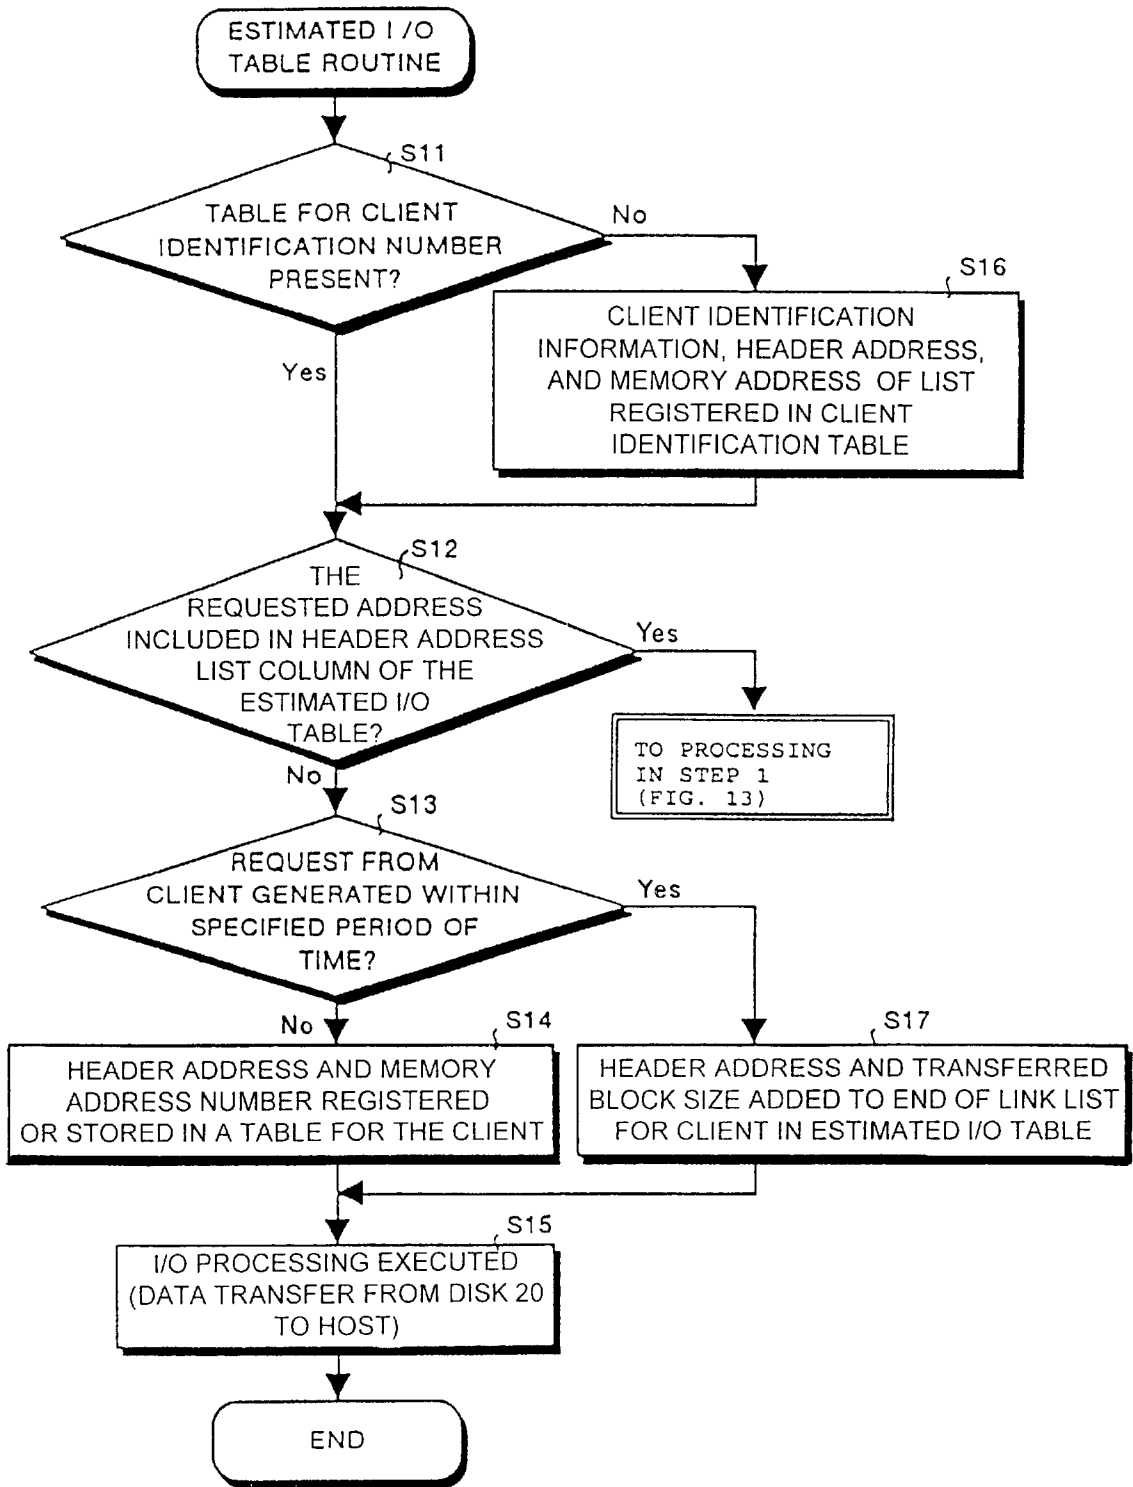 ESTIMATED I/O
TABLE ROUTINE
S11
TABLE FOR CLIENT
IDENTIFICATION NUMBER
PRESENT?
No
Yes
S16
CLIENT IDENTIFICATION
INFORMATION, HEADER ADDRESS,
AND MEMORY ADDRESS OF LIST
REGISTERED IN CLIENT
IDENTIFICATION TABLE
S12
THE
REQUESTED ADDRESS
INCLUDED IN HEADER ADDRESS
LIST COLUMN OF THE
ESTIMATED I/O
TABLE?
Yes
No
TO PROCESSING
IN STEP 1
(FIG. 13)
S13
REQUEST FROM
CLIENT GENERATED WITHIN
SPECIFIED PERIOD OF
TIME?
Yes
No
S14
HEADER ADDRESS AND MEMORY
ADDRESS NUMBER REGISTERED
OR STORED IN A TABLE FOR THE CLIENT
S17
HEADER ADDRESS AND TRANSFERRED
BLOCK SIZE ADDED TO END OF LINK LIST
FOR CLIENT IN ESTIMATED I/O TABLE
S15
I/O PROCESSING EXECUTED
(DATA TRANSFER FROM DISK 20
TO HOST)
END